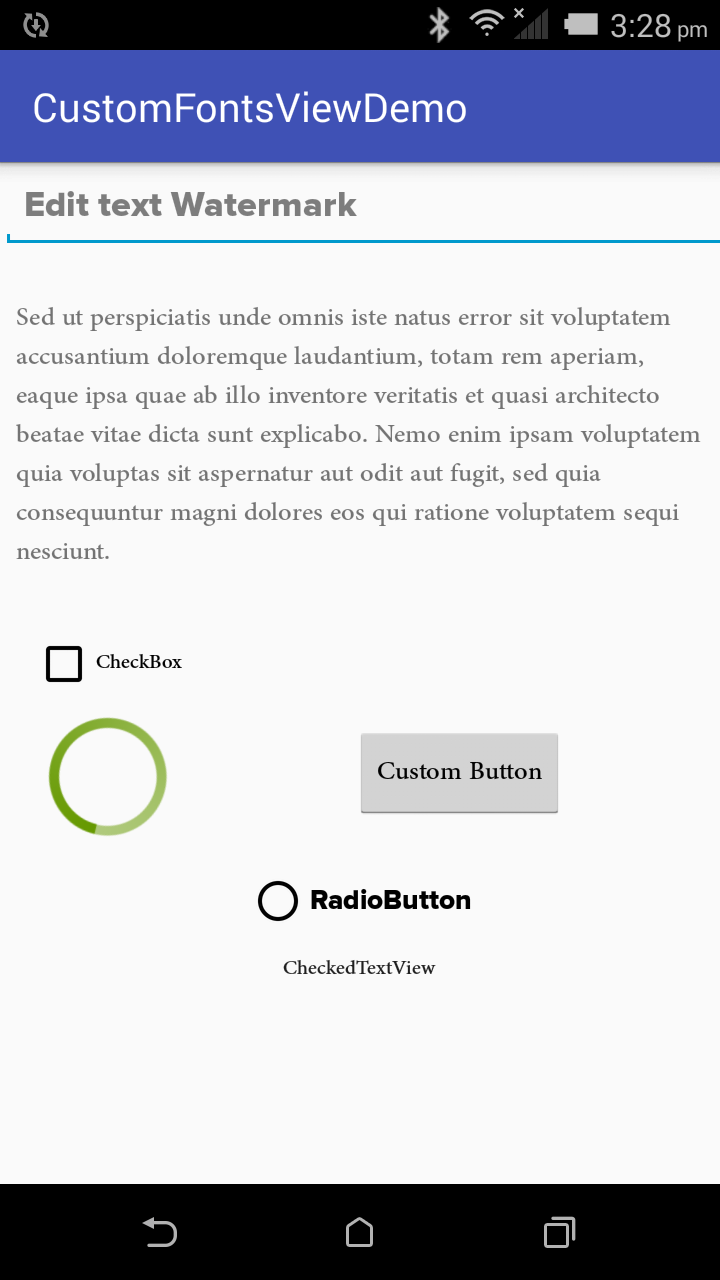 3:28 pm
CustomFontsViewDemo
Edit text Watermark
Sed ut perspiciatis unde omnis iste natus error sit voluptatem
accusantium doloremque laudantium, totam rem aperiam,
eaque ipsa quae ab illo inventore veritatis et quasi architecto
beatae vitae dicta sunt explicabo. Nemo enim ipsam voluptatem
quia voluptas sit aspernatur aut odit aut fugit, sed quia
consequuntur magni dolores eos qui ratione voluptatem sequi
nesciunt.
CheckBox
Custom Button
RadioButton
CheckedTextView